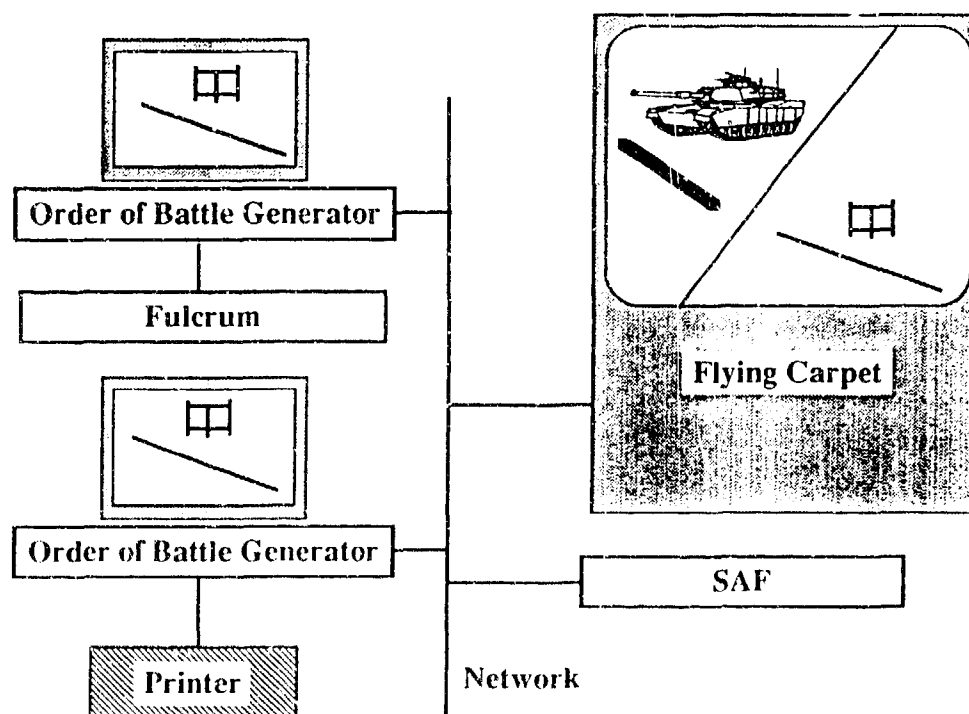 Order of Battle Generator
Fulcrum
Order of Battle Generator
Printer
Network
Flying Carpet
SAF